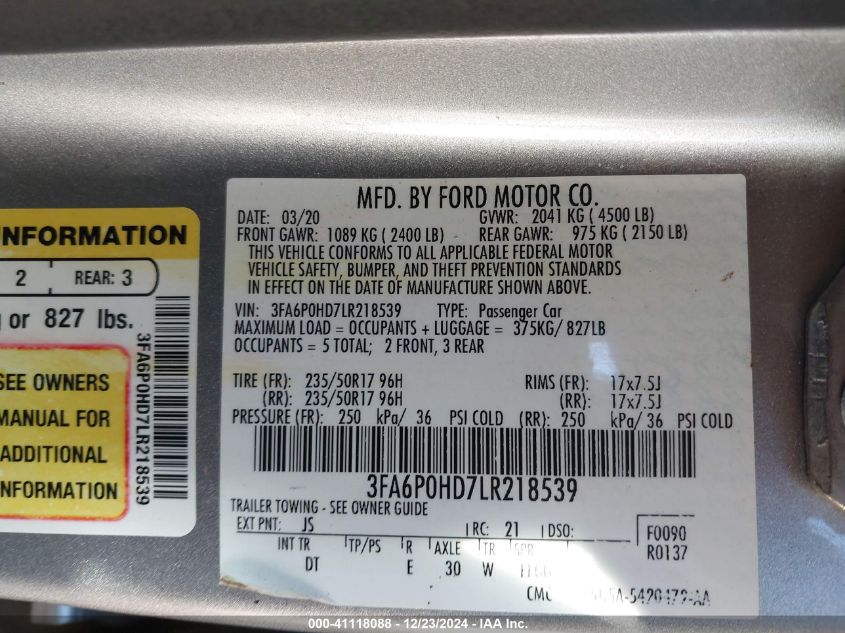 NFORMATION
2 REAR: 3
or 827 lbs.
SEE OWNERS
MANUAL FOR
ADDITIONAL
INFORMATION
3FA6P0HD7LR218539
MFD. BY FORD MOTOR CO.
DATE: 03/20 GVWR: 2041 KG ( 4500 LB)
FRONT GAWR: 1089 KG ( 2400 LB) REAR GAWR: 975 KG ( 2150 LB)
THIS VEHICLE CONFORMS TO ALL APPLICABLE FEDERAL MOTOR
VEHICLE SAFETY, BUMPER, AND THEFT PREVENTION STANDARDS
IN EFFECT ON THE DATE OF MANUFACTURE SHOWN ABOVE.
VIN: 3FA6P0HD7LR218539 TYPE: Passenger Car
MAXIMUM LOAD = OCCUPANTS + LUGGAGE = 375KG/ 827LB
OCCUPANTS = 5 TOTAL; 2 FRONT, 3 REAR
TIRE (FR): 235/50R17 96H RIMS (FR): 17x7.5J
(RR): 235/50R17 96H (RR): 17x7.5J
PRESSURE (FR): 250 kPa/ 36 PSI COLD (RR): 250 kPa/ 36 PSI COLD
3FA6P0HD7LR218539
TRAILER TOWING - SEE OWNER GUIDE
EXT PNT: JS RC: 21 DSO: F0090
R0137
INT TR TP/PS R AXLE TR SPR
DT E 30 W
000-41118088 - 12/23/2024 - IAA Inc.